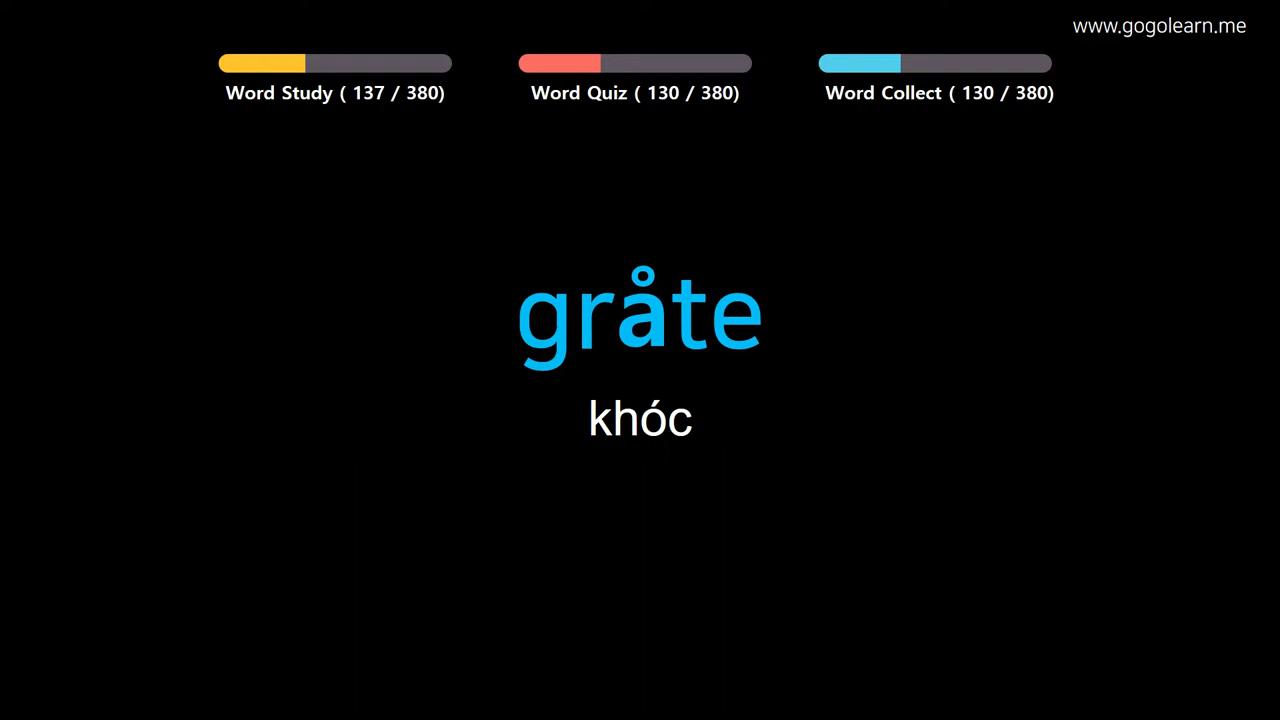 www.gogolearn.me
Word Study ( 137 / 380)
Word Quiz ( 130 / 380)
Word Collect ( 130 / 380)
gråte
khóc